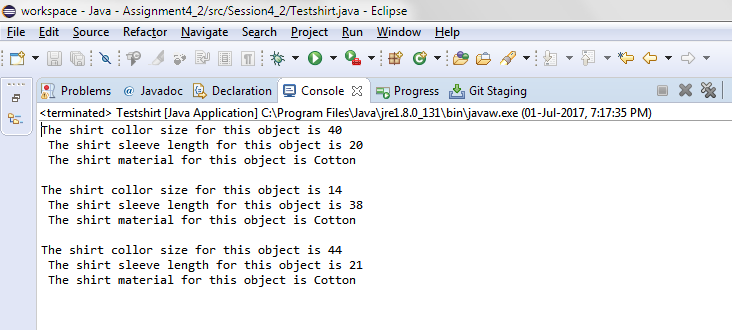 workspace - Java - Assignment4_2/src/Session4_2/Testshirt.java - Eclipse
File Edit Source Refactor Navigate Search Project Run Window Help
Problems @ Javadoc Declaration Console Progress Git Staging
<terminated> Testshirt [Java Application] C:\Program Files\Java\jre1.8.0_131\bin\javaw.exe (01-Jul-2017, 7:17:35 PM)
The shirt collor size for this object is 40
The shirt sleeve length for this object is 20
The shirt material for this object is Cotton
The shirt collor size for this object is 14
The shirt sleeve length for this object is 38
The shirt material for this object is Cotton
The shirt collor size for this object is 44
The shirt sleeve length for this object is 21
The shirt material for this object is Cotton